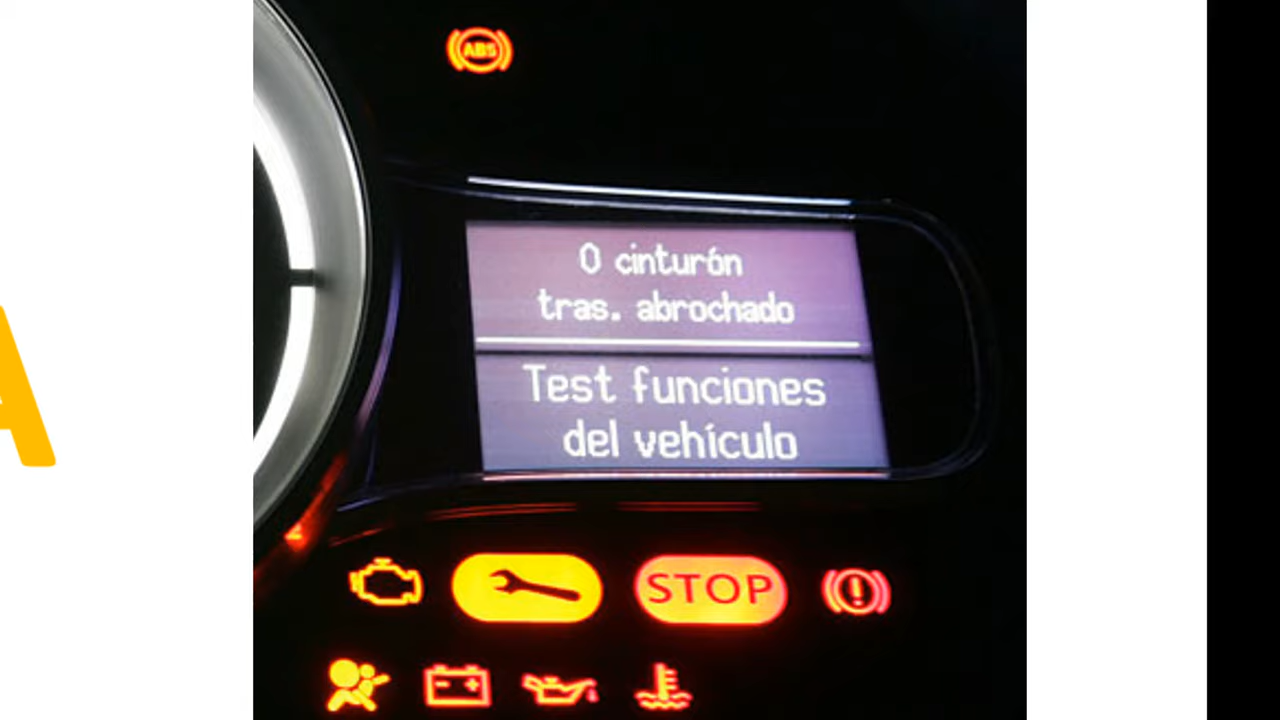 A
ABS
0 cinturón
tras. abrochado
Test funciones
del vehículo
STOP